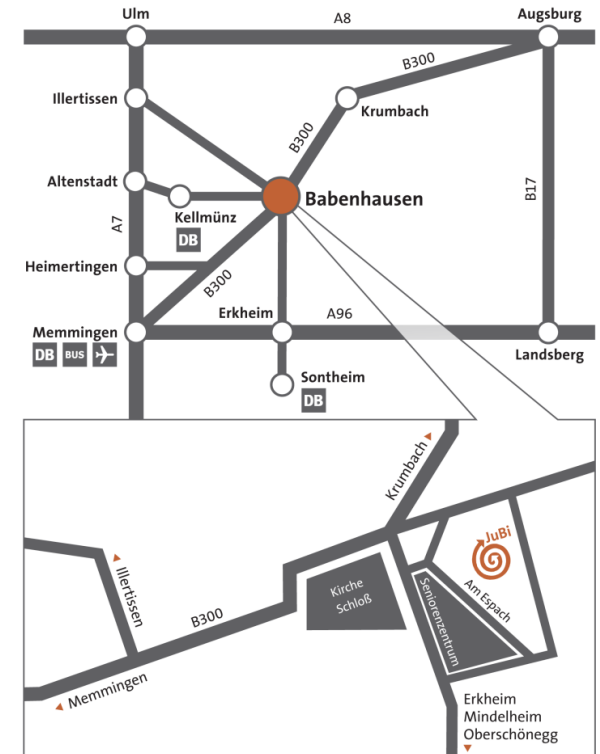 Ulm
A8
Augsburg
B300
Illertissen
Krumbach
B300
Altenstadt
Kellmünz
DB
Babenhausen
B17
A7
Heimertingen
B300
Erkheim
A96
Memmingen
DB BUS
Landsberg
Sontheim
DB
Krumbach
JuBi
Illertissen
Kirche
Schloß
Am Espach
Seniorenzentrum
B300
Memmingen
Erkheim
Mindelheim
Oberschönegg